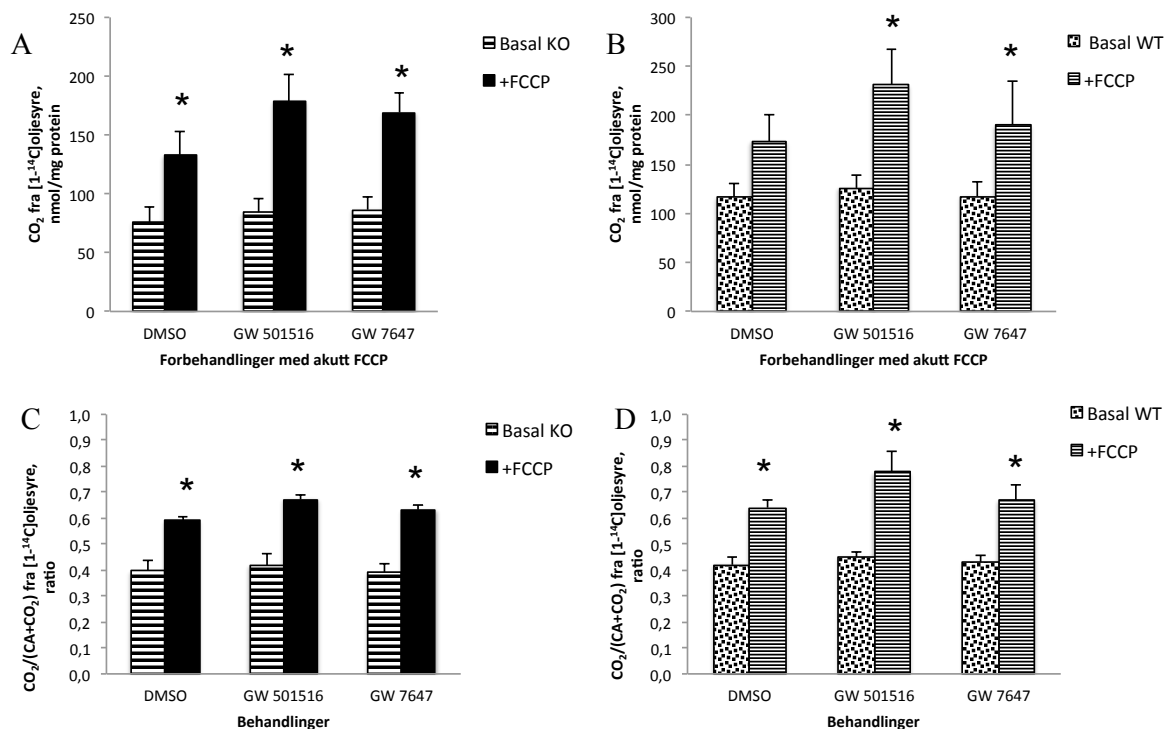 A
250
200
150
100
50
0
CO₂ fra [1-¹⁴C]oljesyre,
nmol/mg protein
*
*
*
Basal KO
+FCCP
DMSO
GW 501516
GW 7647
Forbehandlinger med akutt FCCP
B
300
250
200
150
100
50
0
CO₂ fra [1-¹⁴C]oljesyre,
nmol/mg protein
*
*
Basal WT
+FCCP
DMSO
GW 501516
GW 7647
Forbehandlinger med akutt FCCP
C
1,0
0,9
0,8
0,7
0,6
0,5
0,4
0,3
0,2
0,1
0,0
CO₂/(CA+CO₂) fra [1-¹⁴C]oljesyre,
ratio
*
*
*
Basal KO
+FCCP
DMSO
GW 501516
GW 7647
Behandlinger
D
1,0
0,9
0,8
0,7
0,6
0,5
0,4
0,3
0,2
0,1
0,0
CO₂/(CA+CO₂) fra [1-¹⁴C]oljesyre,
ratio
*
*
*
Basal WT
+FCCP
DMSO
GW 501516
GW 7647
Behandlinger